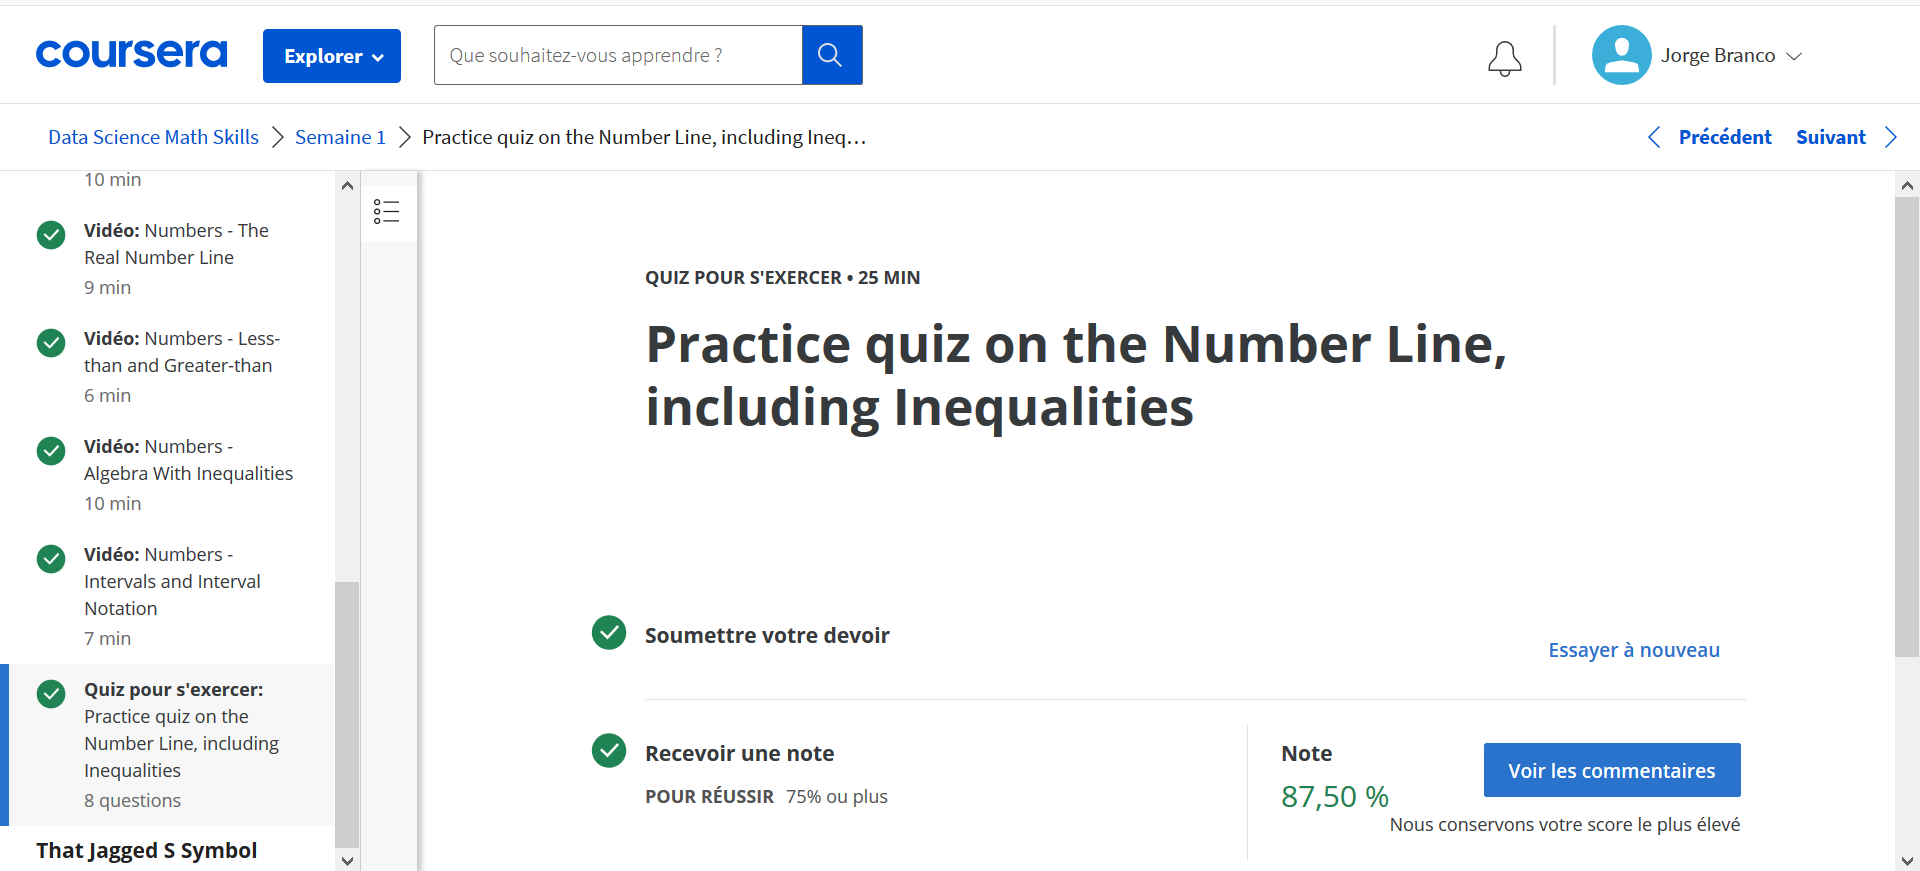 coursera
Explorer
Que souhaitez-vous apprendre ?
Jorge Branco
Data Science Math Skills
Semaine 1
Practice quiz on the Number Line, including Ineq…
Précédent
Suivant
10 min
Vidéo: Numbers - The
Real Number Line
9 min
Vidéo: Numbers - Less-
than and Greater-than
6 min
Vidéo: Numbers -
Algebra With Inequalities
10 min
Vidéo: Numbers -
Intervals and Interval
Notation
7 min
Quiz pour s'exercer:
Practice quiz on the
Number Line, including
Inequalities
8 questions
That Jagged S Symbol
QUIZ POUR S'EXERCER • 25 MIN
Practice quiz on the Number Line,
including Inequalities
Soumettre votre devoir
Essayer à nouveau
Recevoir une note
POUR RÉUSSIR 75% ou plus
Note
87,50 %
Voir les commentaires
Nous conservons votre score le plus élevé